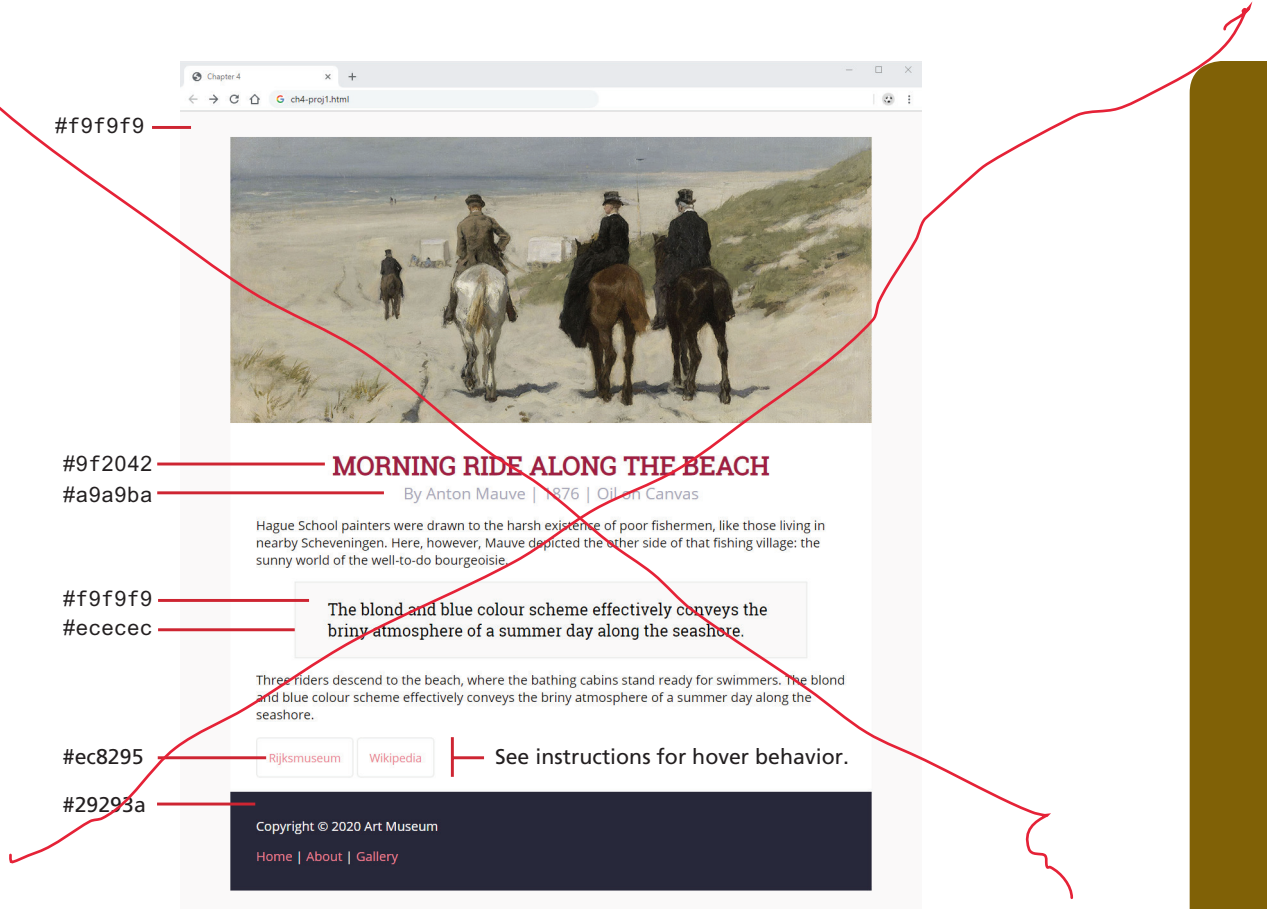 Chapter 4
ch4-proj1.html
#f9f9f9
#9f2042
MORNING RIDE ALONG THE BEACH
#a9a9ba
By Anton Mauve | 1876 | Oil on Canvas
Hague School painters were drawn to the harsh existence of poor fishermen, like those living in
nearby Scheveningen. Here, however, Mauve depicted the other side of that fishing village: the
sunny world of the well-to-do bourgeoisie.
#f9f9f9
#ececec
The blond and blue colour scheme effectively conveys the
briny atmosphere of a summer day along the seashore.
Three riders descend to the beach, where the bathing cabins stand ready for swimmers. The blond
and blue colour scheme effectively conveys the briny atmosphere of a summer day along the
seashore.
#ec8295
Rijksmuseum Wikipedia
See instructions for hover behavior.
#29293a
Copyright © 2020 Art Museum
Home | About | Gallery